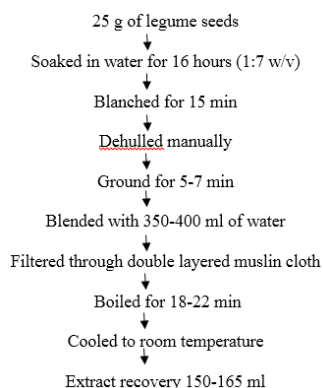 25 g of legume seeds
Soaked in water for 16 hours (1:7 w/v)
Blanched for 15 min
Dehulled manually
Ground for 5-7 min
Blended with 350-400 ml of water
Filtered through double layered muslin cloth
Boiled for 18-22 min
Cooled to room temperature
Extract recovery 150-165 ml